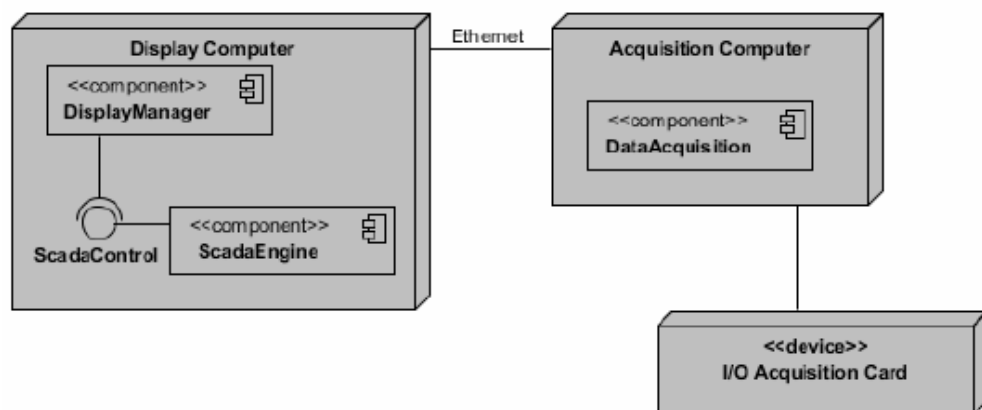 Display Computer
<<component>>
DisplayManager
ScadaControl
<<component>>
ScadaEngine
Ethernet
Acquisition Computer
<<component>>
DataAcquisition
<<device>>
I/O Acquisition Card